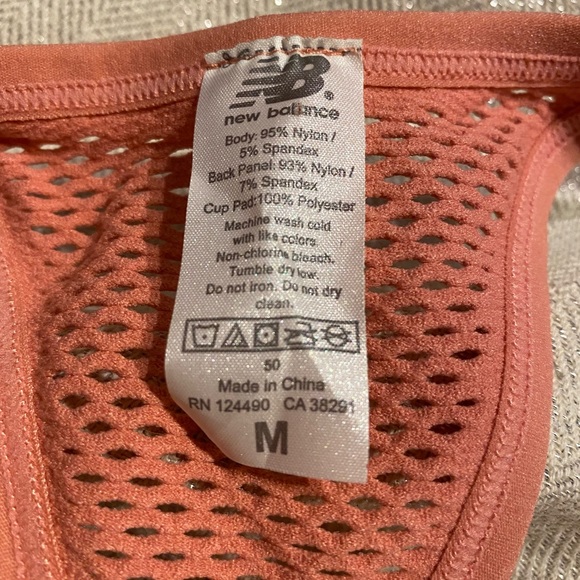 NB
new balance
Body: 95% Nylon /
5% Spandex
Back Panel: 93% Nylon /
7% Spandex
Cup Pad:100% Polyester
Machine wash cold
with like colors.
Non-chlorine bleach.
Tumble dry low.
Do not iron. Do not dry
clean.
50
Made in China
RN 124490 CA 38291
M